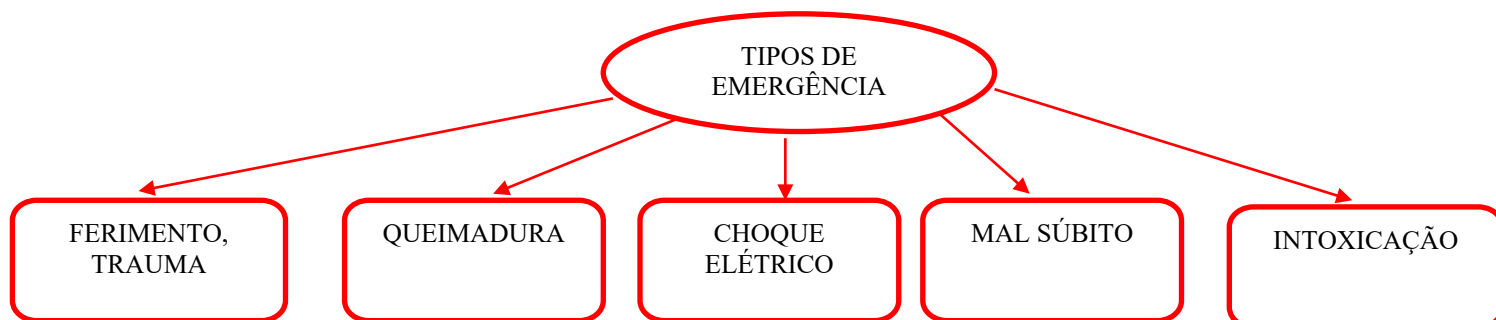 TIPOS DE
EMERGÊNCIA
FERIMENTO,
TRAUMA
QUEIMADURA
CHOQUE
ELÉTRICO
MAL SÚBITO
INTOXICAÇÃO